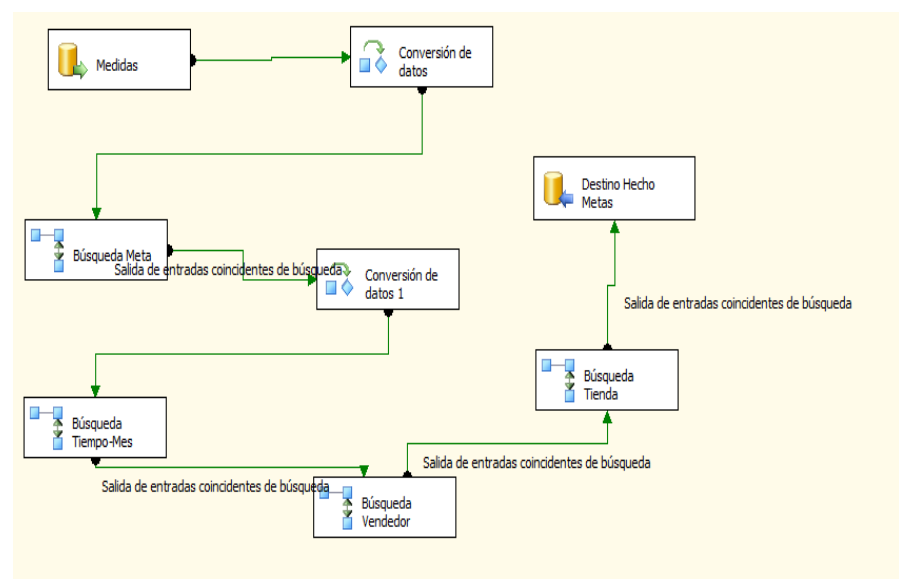 Medidas
Conversión de
datos
Búsqueda Meta
Salida de entradas coincidentes de búsqueda
Conversión de
datos 1
Búsqueda
Tiempo-Mes
Salida de entradas coincidentes de búsqueda
Búsqueda
Vendedor
Salida de entradas coincidentes de búsqueda
Búsqueda
Tienda
Salida de entradas coincidentes de búsqueda
Destino Hecho
Metas